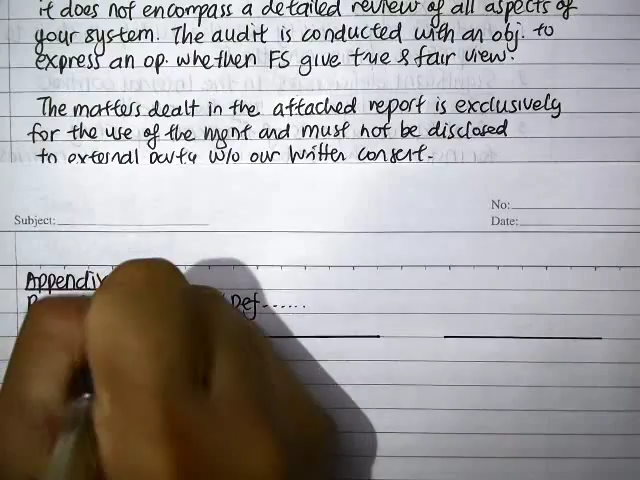 it does not encompass a detailed review of all aspects of
your system. The audit is conducted with an obj. to
express an op. whether FS give true & fair view.
The matters dealt in the attached report is exclusively
for the use of the mgnt and must not be disclosed
to external party w/o our written consent.
No:
Subject:
Date:
Appendix
Def......